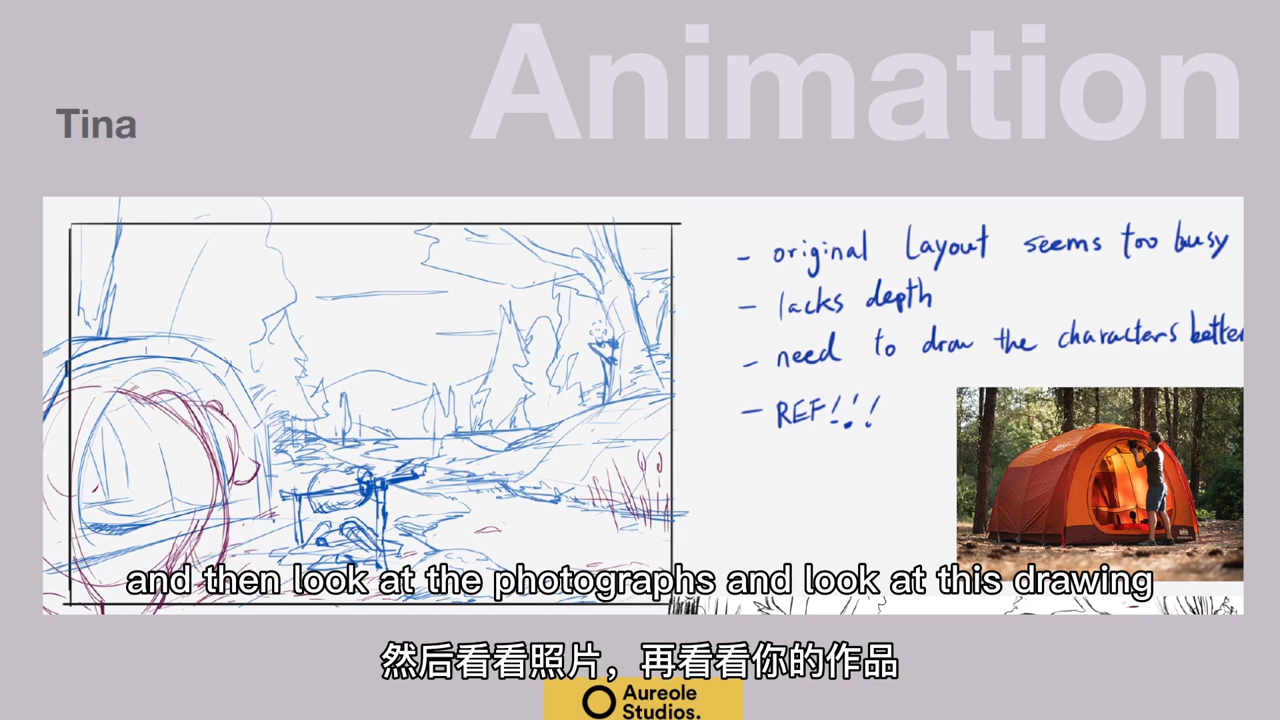 Animation
Tina
- original layout seems too busy
- lacks depth
- need to draw the characters better
- REF!!!
and then look at the photographs and look at this drawing
然后看看照片，再看看你的作品
Aureole
Studios.